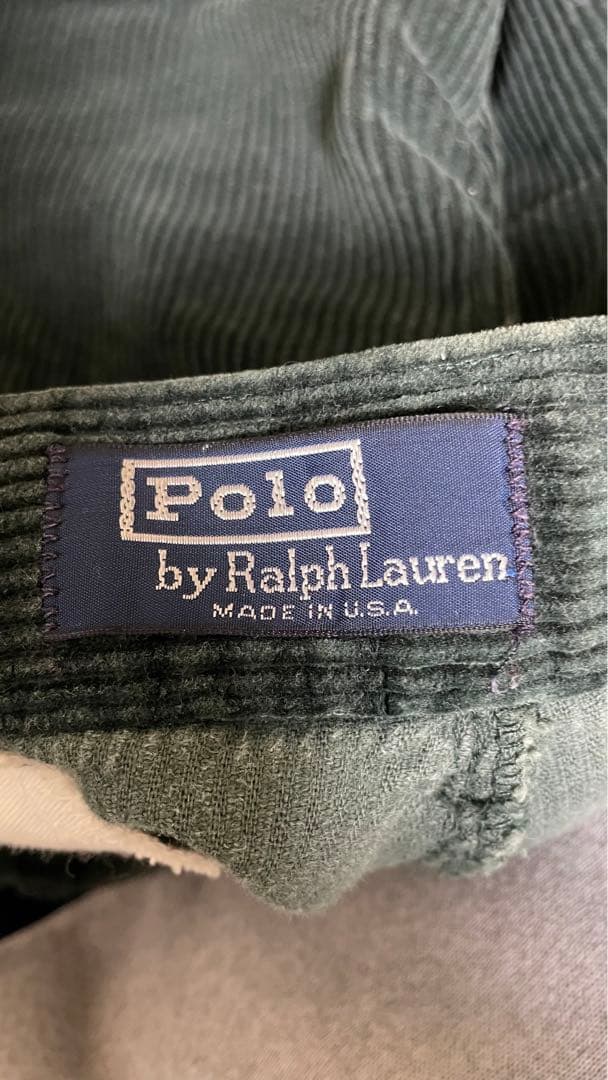 Polo
by Ralph Lauren
MADE IN U.S.A.